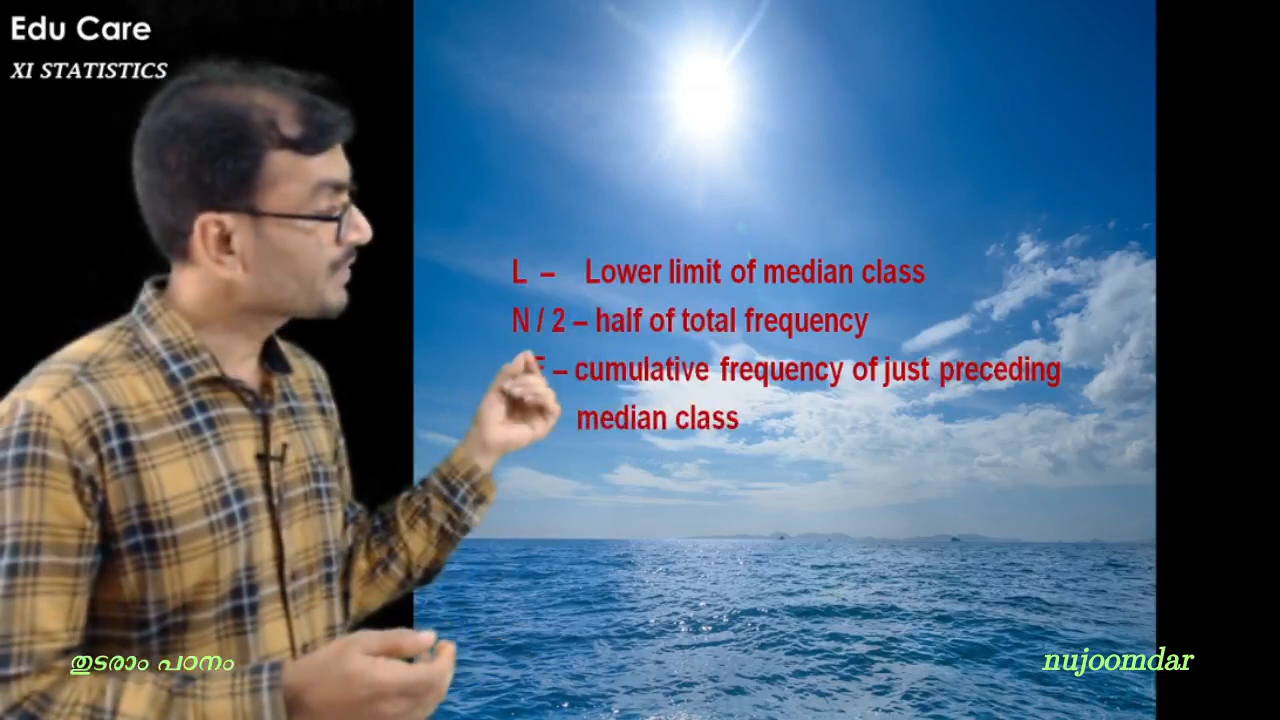 Edu Care
XI STATISTICS
L – Lower limit of median class
N / 2 – half of total frequency
– cumulative frequency of just preceding
median class
തുടരാം പഠനം
nujoomdar